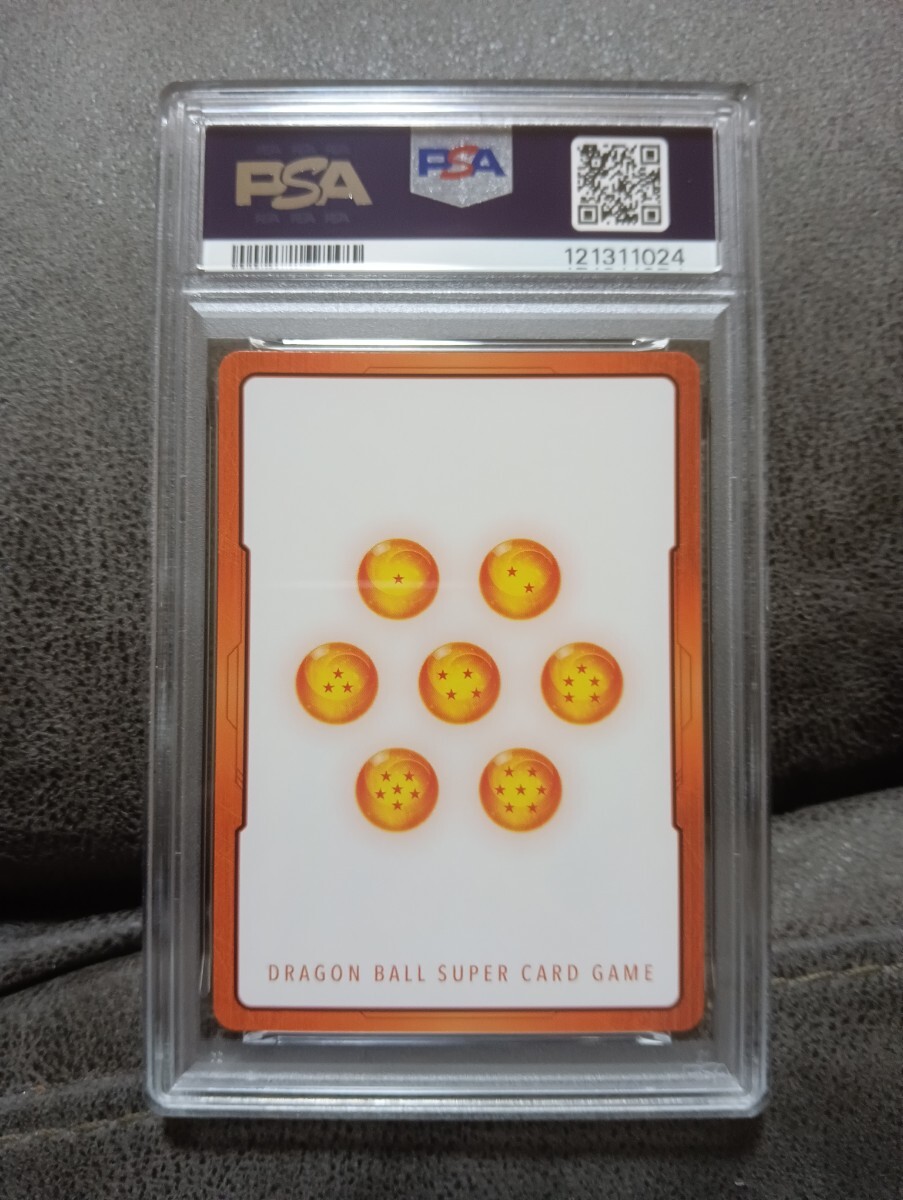 PSA PSA
121311024
DRAGON BALL SUPER CARD GAME